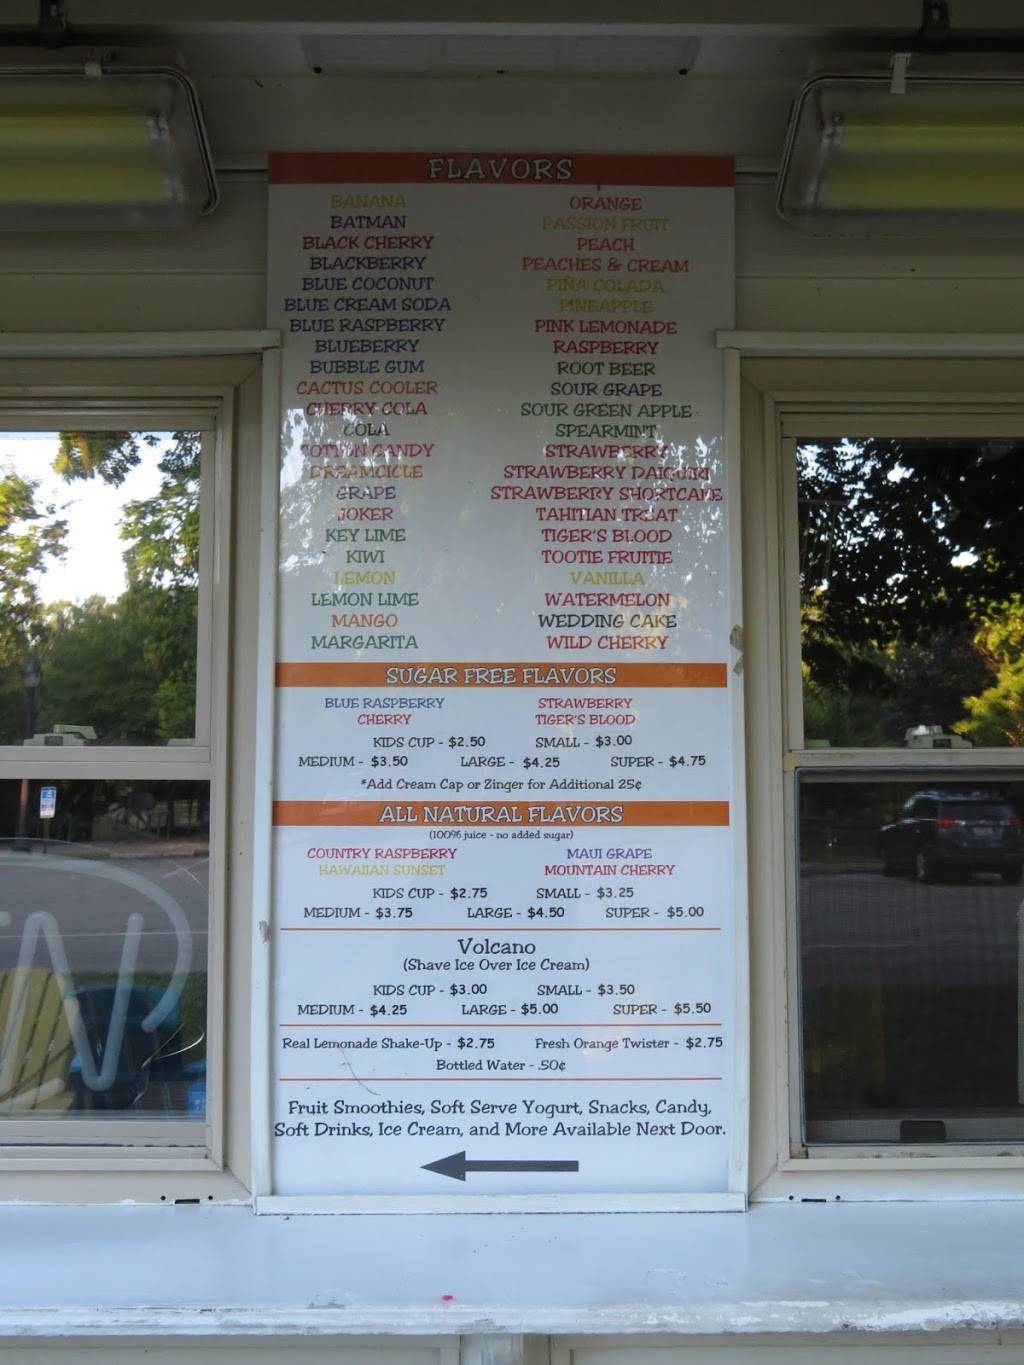 FLAVORS
BANANA
BATMAN
BLACK CHERRY
BLACKBERRY
BLUE COCONUT
BLUE CREAM SODA
BLUE RASPBERRY
BLUEBERRY
BUBBLE GUM
CACTUS COOLER
CHERRY COLA
COLA
COTTON CANDY
DREAMCICLE
GRAPE
JOKER
KEY LIME
KIWI
LEMON
LEMON LIME
MANGO
MARGARITA
ORANGE
PASSION FRUIT
PEACH
PEACHES & CREAM
PIÑA COLADA
PINEAPPLE
PINK LEMONADE
RASPBERRY
ROOT BEER
SOUR GRAPE
SOUR GREEN APPLE
SPEARMINT
STRAWBERRY
STRAWBERRY DAIQUIRI
STRAWBERRY SHORTCAKE
TAHITIAN TREAT
TIGER'S BLOOD
TOOTIE FRUITIE
VANILLA
WATERMELON
WEDDING CAKE
WILD CHERRY
SUGAR FREE FLAVORS
BLUE RASPBERRY STRAWBERRY
CHERRY TIGER'S BLOOD
KIDS CUP - $2.50 SMALL - $3.00
MEDIUM - $3.50 LARGE - $4.25 SUPER - $4.75
*Add Cream Cap or Zinger for Additional 25¢
ALL NATURAL FLAVORS
(100% juice - no added sugar)
COUNTRY RASPBERRY MAUI GRAPE
HAWAIIAN SUNSET MOUNTAIN CHERRY
KIDS CUP - $2.75 SMALL - $3.25
MEDIUM - $3.75 LARGE - $4.50 SUPER - $5.00
Volcano
(Shave Ice Over Ice Cream)
KIDS CUP - $3.00 SMALL - $3.50
MEDIUM - $4.25 LARGE - $5.00 SUPER - $5.50
Real Lemonade Shake-Up - $2.75 Fresh Orange Twister - $2.75
Bottled Water - .50¢
Fruit Smoothies, Soft Serve Yogurt, Snacks, Candy,
Soft Drinks, Ice Cream, and More Available Next Door.